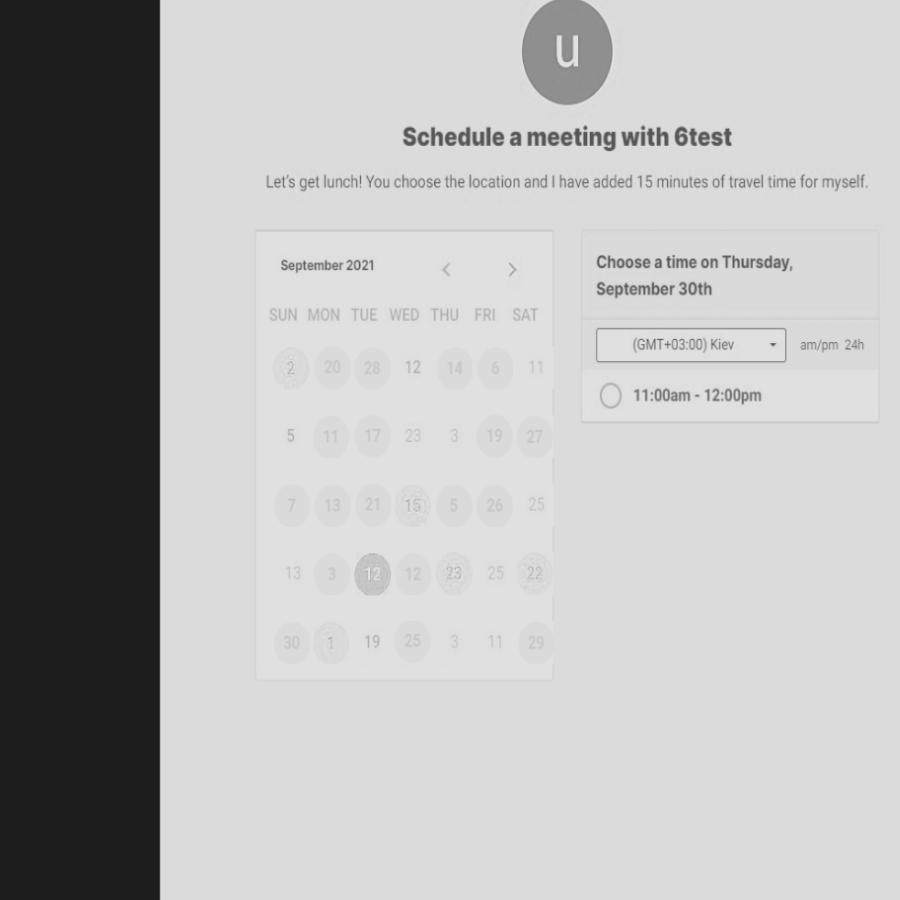 u
Schedule a meeting with 6test
Let's get lunch! You choose the location and I have added 15 minutes of travel time for myself.
September 2021
SUN MON TUE WED THU FRI SAT
2 20 28 12 14 6 11
5 11 17 23 3 19 27
7 13 21 15 5 26 25
13 3 12 12 23 25 22
30 1 19 25 3 11 29
Choose a time on Thursday,
September 30th
(GMT+03:00) Kiev am/pm 24h
11:00am - 12:00pm